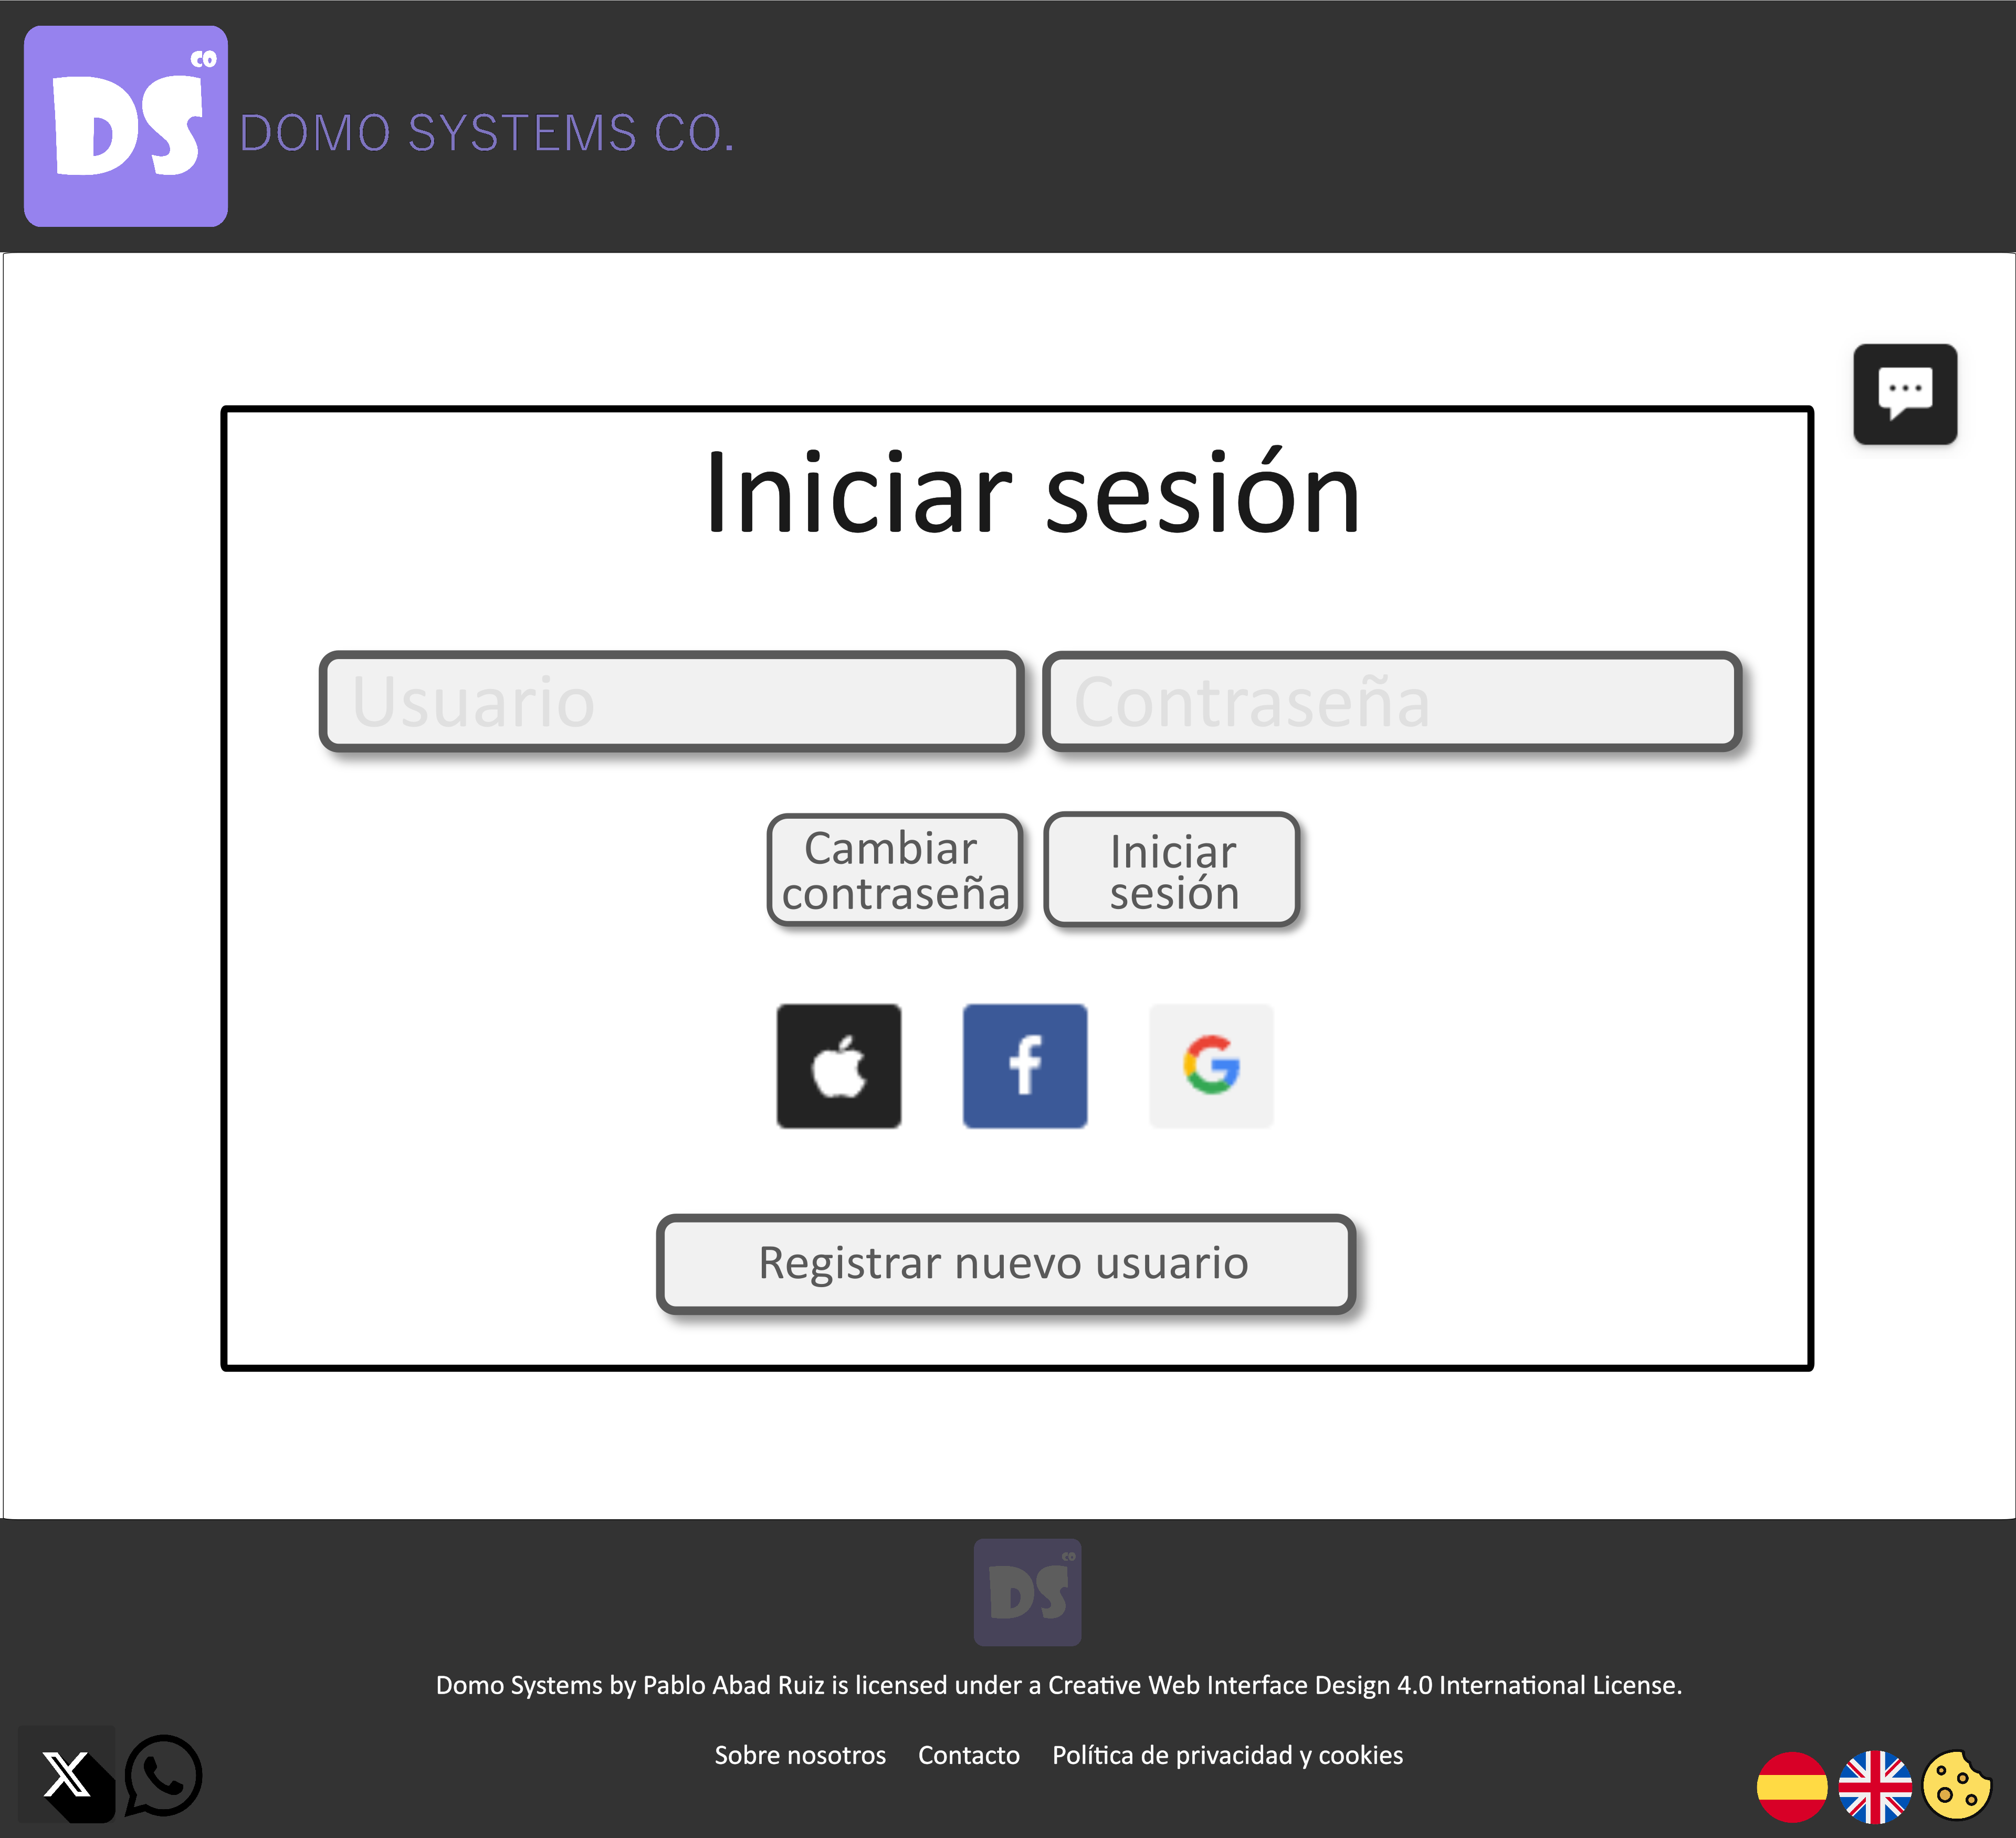 DS CO
DOMO SYSTEMS CO.
Iniciar sesión
Usuario
Contraseña
Cambiar
contraseña
Iniciar
sesión
Registrar nuevo usuario
DS CO
Domo Systems by Pablo Abad Ruiz is licensed under a Creative Web Interface Design 4.0 International License.
Sobre nosotros Contacto Política de privacidad y cookies